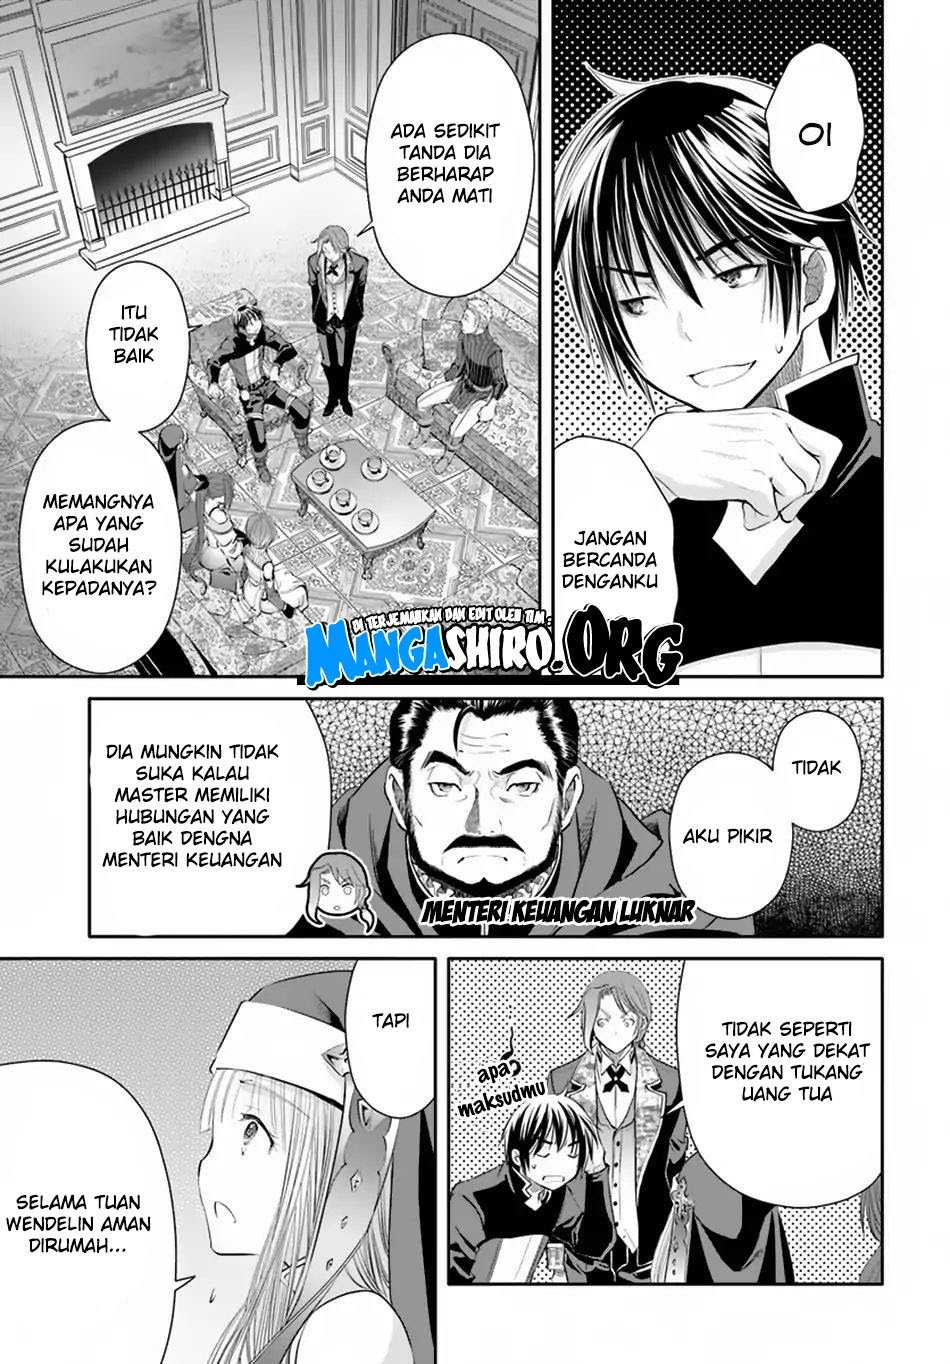 OI
JANGAN
BERCANDA
DENGANKU
ADA SEDIKIT
TANDA DIA
BERHARAP
ANDA MATI
ITU
TIDAK
BAIK
MEMANGNYA
APA YANG
SUDAH
KULAKUKAN
KEPADANYA?
DI TERJEMAHKAN DAN EDIT OLEH TIM :
MANGASHIRO.ORG
TIDAK
AKU PIKIR
DIA MUNGKIN TIDAK
SUKA KALAU
MASTER MEMILIKI
HUBUNGAN YANG
BAIK DENGNA
MENTERI KEUANGAN
MENTERI KEUANGAN LUKNAR
TIDAK SEPERTI
SAYA YANG DEKAT
DENGAN TUKANG
UANG TUA
apa
maksudmu
TAPI
SELAMA TUAN
WENDELIN AMAN
DIRUMAH...